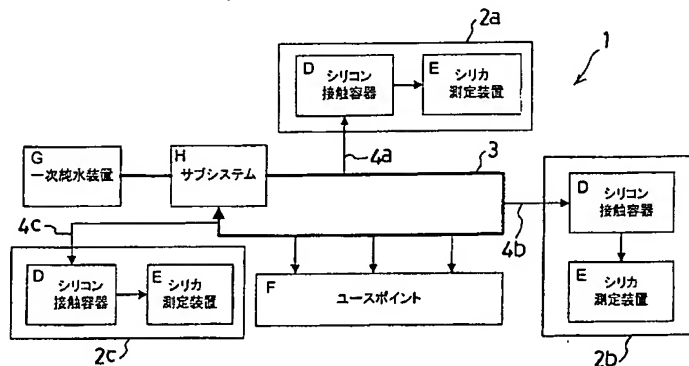 2a
1
D
シリコン
接触容器
E
シリカ
測定装置
4a
3
G
一次純水装置
H
サブシステム
4c
4b
D
シリコン
接触容器
E
シリカ
測定装置
D
シリコン
接触容器
E
シリカ
測定装置
F
ユースポイント
2c
2b